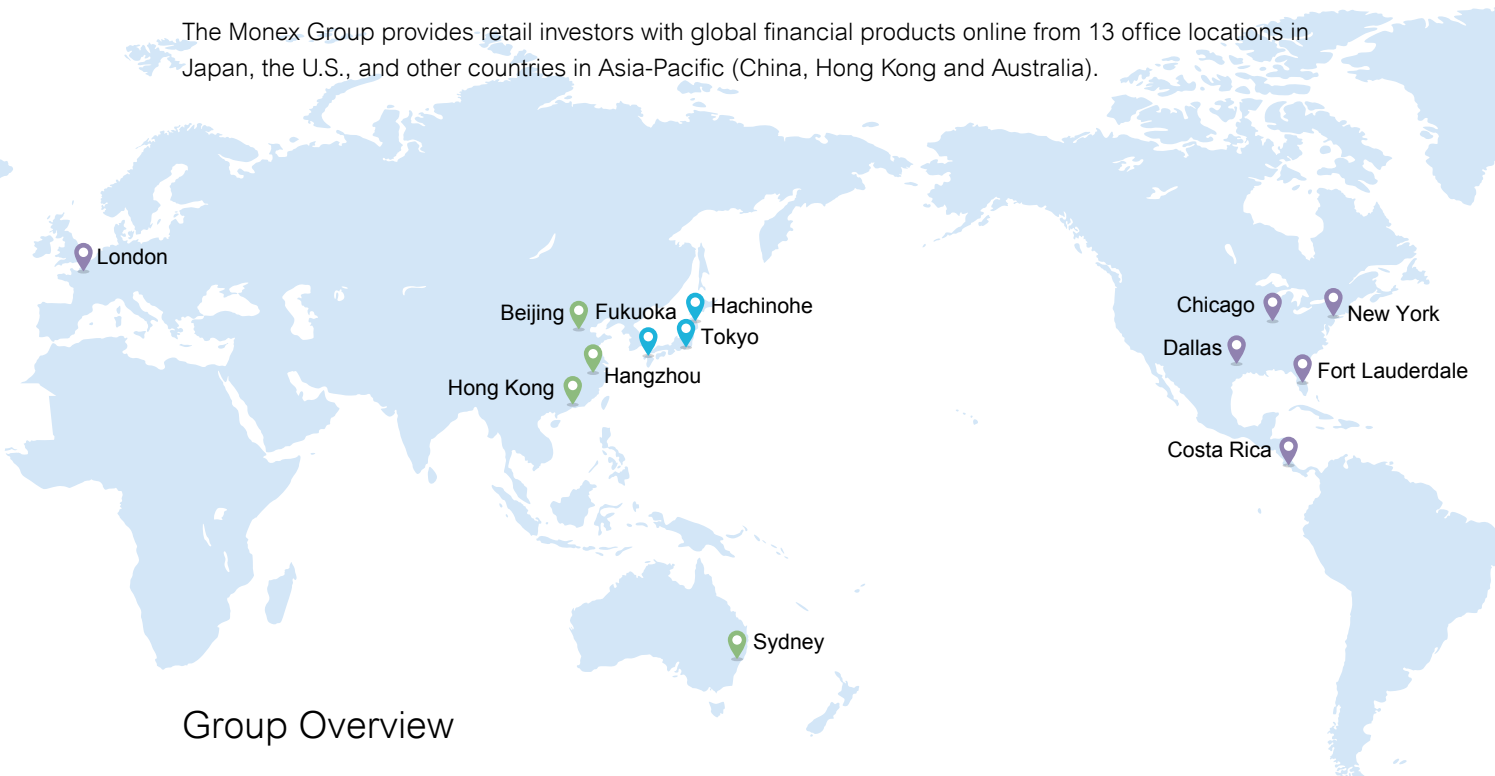 The Monex Group provides retail investors with global financial products online from 13 office locations in
Japan, the U.S., and other countries in Asia-Pacific (China, Hong Kong and Australia).
London
Beijing
Fukuoka
Hachinohe
Tokyo
Hangzhou
Hong Kong
Chicago
New York
Dallas
Fort Lauderdale
Costa Rica
Sydney
Group Overview